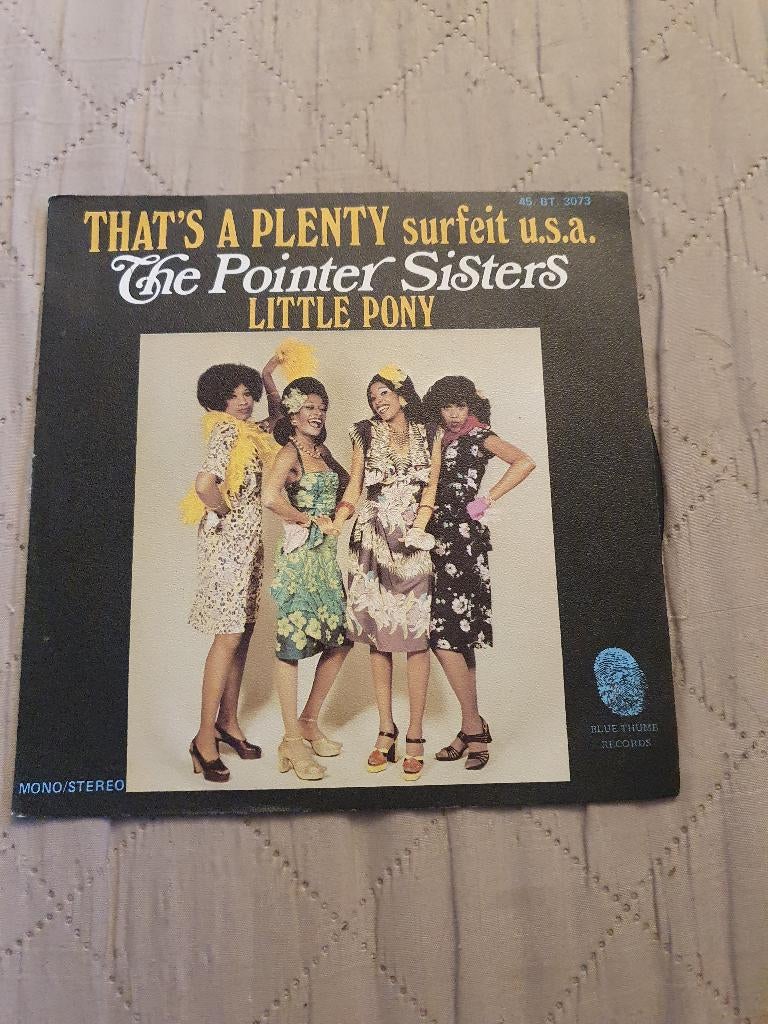 45 BT. 3073
THAT'S A PLENTY surfeit u.s.a.
The Pointer Sisters
LITTLE PONY
BLUE THUMB
RECORDS
MONO/STEREO